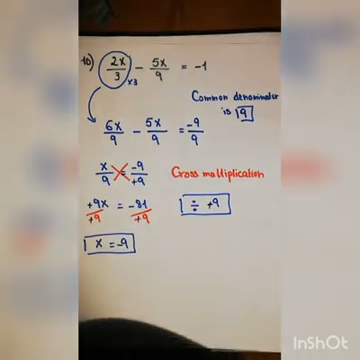 10) 2x/3 - 5x/9 = -1
x3
Common denominator
is 9
6x/9 - 5x/9 = -9/9
x/9 = -9/+9 Cross multiplication
+9x/+9 = -81/+9 ÷ +9
x = -9
InShOt